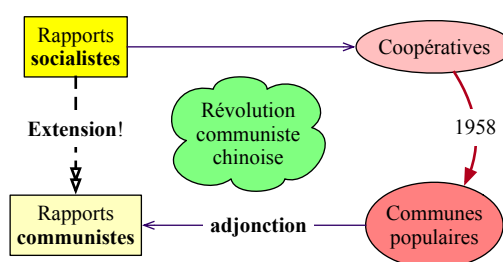 Rapports
socialistes
Coopératives
Extension!
Révolution
communiste
chinoise
1958
Rapports
communistes
adjonction
Communes
populaires